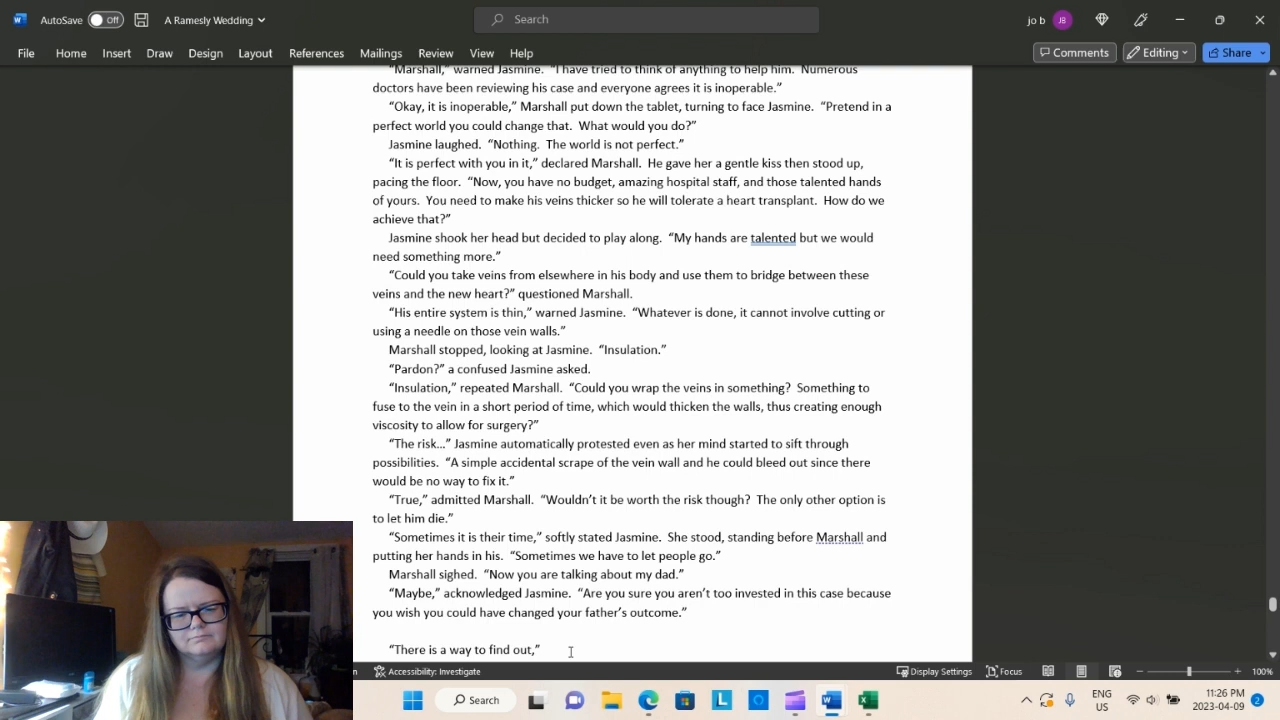 AutoSave Off A Ramesly Wedding Search jo b JB
File Home Insert Draw Design Layout References Mailings Review View Help Comments Editing Share
“Marshall,” warned Jasmine. “I have tried to think of anything to help him. Numerous
doctors have been reviewing his case and everyone agrees it is inoperable.”
“Okay, it is inoperable,” Marshall put down the tablet, turning to face Jasmine. “Pretend in a
perfect world you could change that. What would you do?”
Jasmine laughed. “Nothing. The world is not perfect.”
“It is perfect with you in it,” declared Marshall. He gave her a gentle kiss then stood up,
pacing the floor. “Now, you have no budget, amazing hospital staff, and those talented hands
of yours. You need to make his veins thicker so he will tolerate a heart transplant. How do we
achieve that?”
Jasmine shook her head but decided to play along. “My hands are talented but we would
need something more.”
“Could you take veins from elsewhere in his body and use them to bridge between these
veins and the new heart?” questioned Marshall.
“His entire system is thin,” warned Jasmine. “Whatever is done, it cannot involve cutting or
using a needle on those vein walls.”
Marshall stopped, looking at Jasmine. “Insulation.”
“Pardon?” a confused Jasmine asked.
“Insulation,” repeated Marshall. “Could you wrap the veins in something? Something to
fuse to the vein in a short period of time, which would thicken the walls, thus creating enough
viscosity to allow for surgery?”
“The risk…” Jasmine automatically protested even as her mind started to sift through
possibilities. “A simple accidental scrape of the vein wall and he could bleed out since there
would be no way to fix it.”
“True,” admitted Marshall. “Wouldn’t it be worth the risk though? The only other option is
to let him die.”
“Sometimes it is their time,” softly stated Jasmine. She stood, standing before Marshall and
putting her hands in his. “Sometimes we have to let people go.”
Marshall sighed. “Now you are talking about my dad.”
“Maybe,” acknowledged Jasmine. “Are you sure you aren’t too invested in this case because
you wish you could have changed your father’s outcome.”
“There is a way to find out,”
Accessibility: Investigate Display Settings Focus 100%
Search ENG 11:26 PM
US 2023-04-09 2